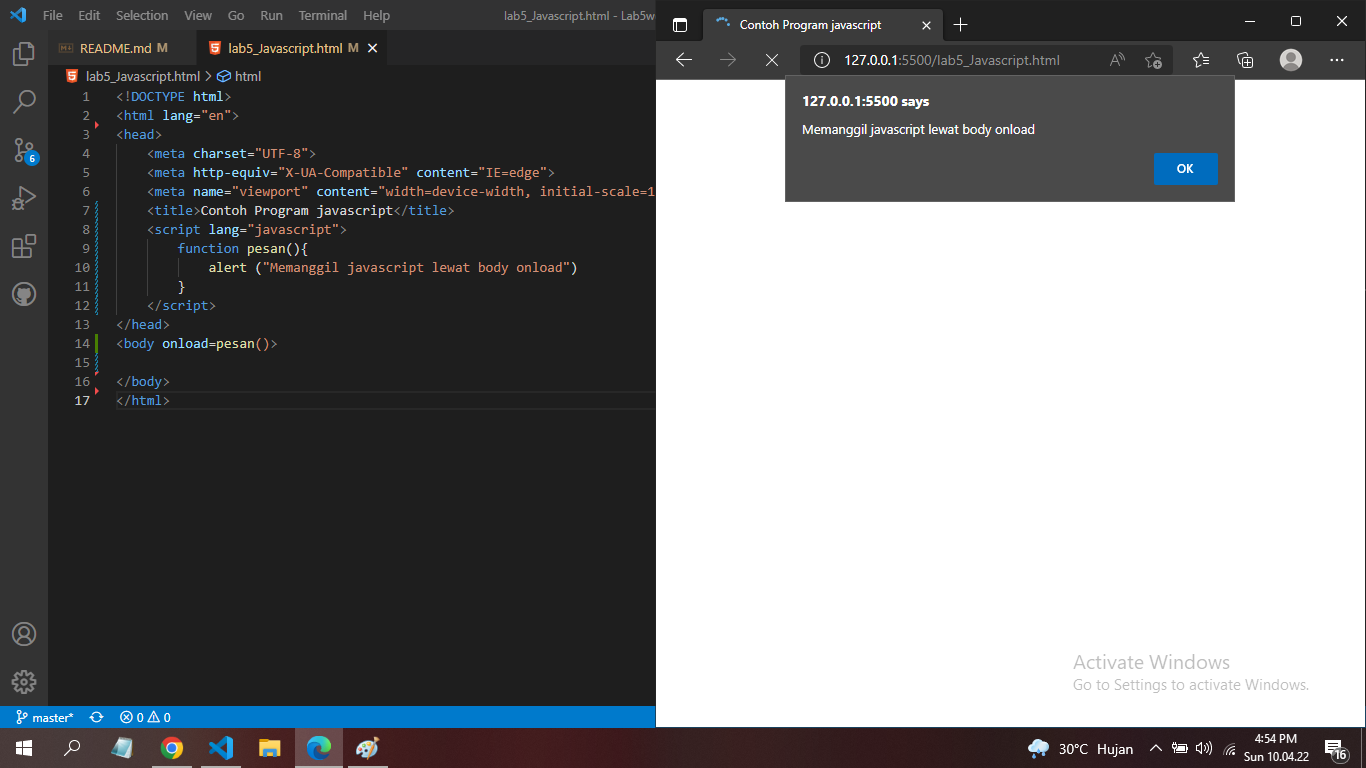 File Edit Selection View Go Run Terminal Help lab5_Javascript.html - Lab5w
README.md M lab5_Javascript.html M
lab5_Javascript.html > html
1 <!DOCTYPE html>
2 <html lang="en">
3 <head>
4 <meta charset="UTF-8">
5 <meta http-equiv="X-UA-Compatible" content="IE=edge">
6 <meta name="viewport" content="width=device-width, initial-scale=1
7 <title>Contoh Program javascript</title>
8 <script lang="javascript">
9 function pesan(){
10 alert ("Memanggil javascript lewat body onload")
11 }
12 </script>
13 </head>
14 <body onload=pesan()>
15
16 </body>
17 </html>
6
master* 0 0
Contoh Program javascript
127.0.0.1:5500/lab5_Javascript.html
127.0.0.1:5500 says
Memanggil javascript lewat body onload
OK
Activate Windows
Go to Settings to activate Windows.
30°C Hujan
4:54 PM
Sun 10.04.22
16